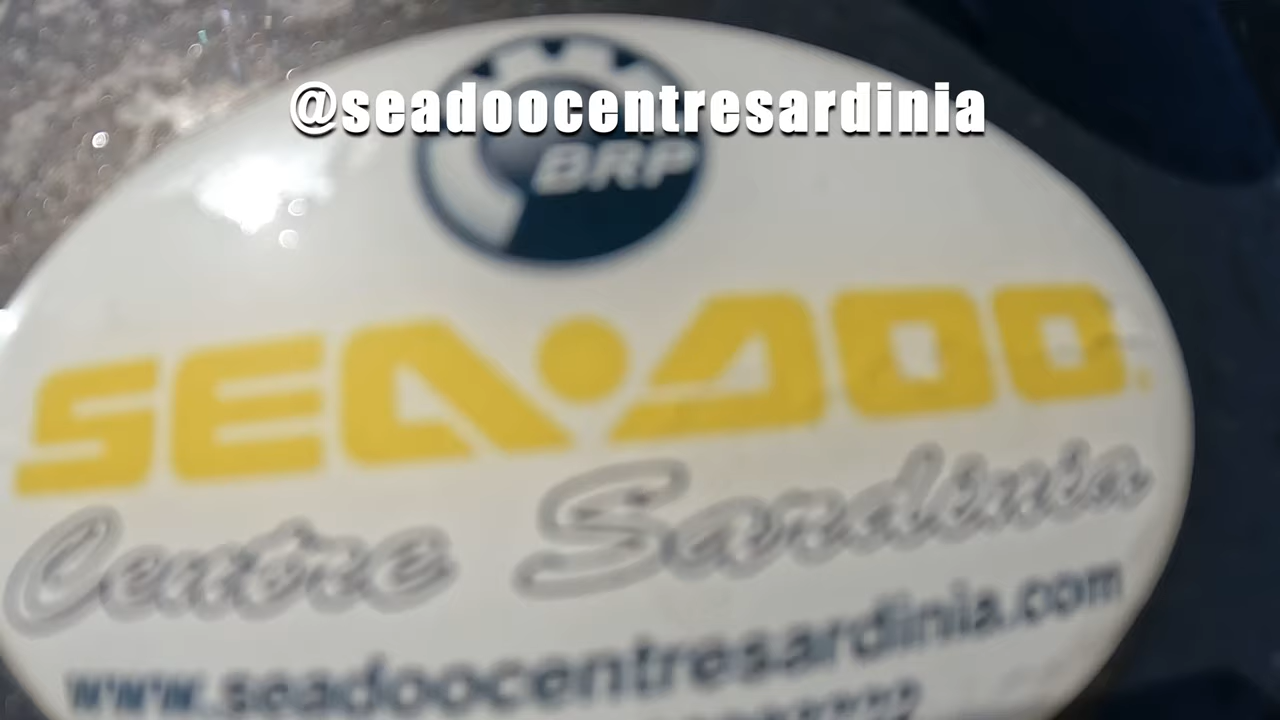 @seadoocentresardinia
BRP
SEA•DOO
Centre Sardinia
www.seadoocentresardinia.com